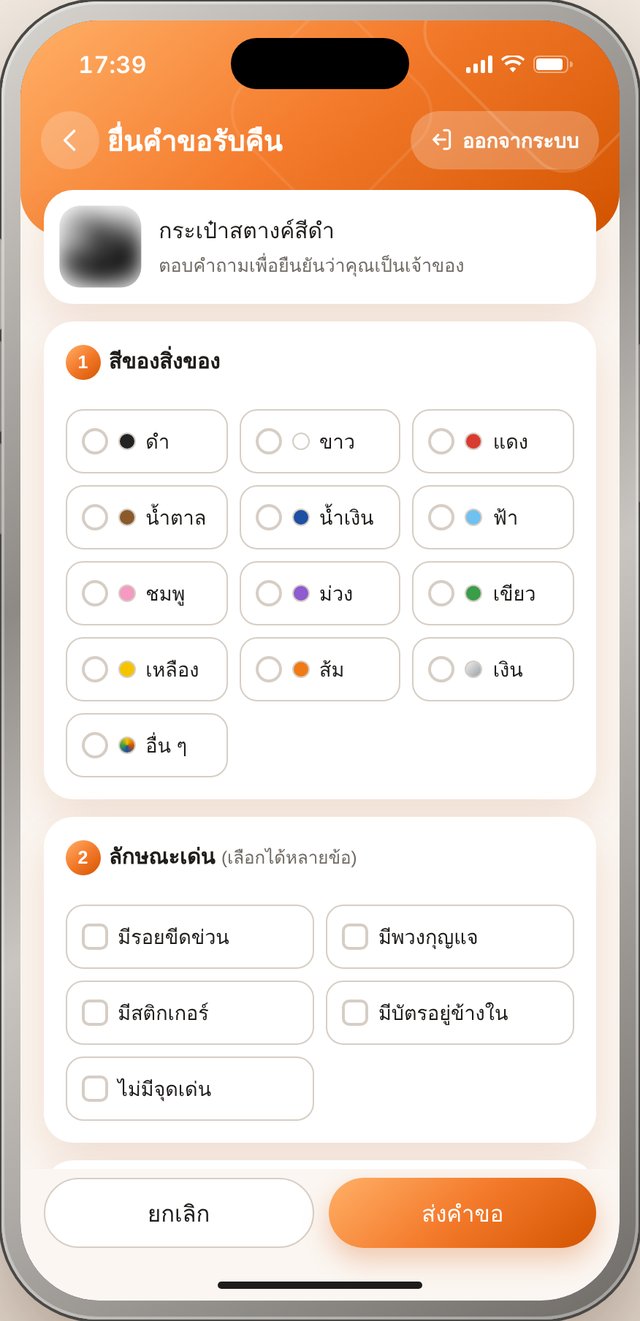 17:39
ยื่นคำขอรับคืน
ออกจากระบบ
กระเป๋าสตางค์สีดำ
ตอบคำถามเพื่อยืนยันว่าคุณเป็นเจ้าของ
1 สีของสิ่งของ
ดำ ขาว แดง
น้ำตาล น้ำเงิน ฟ้า
ชมพู ม่วง เขียว
เหลือง ส้ม เงิน
อื่น ๆ
2 ลักษณะเด่น (เลือกได้หลายข้อ)
มีรอยขีดข่วน มีพวงกุญแจ
มีสติกเกอร์ มีบัตรอยู่ข้างใน
ไม่มีจุดเด่น
ยกเลิก ส่งคำขอ